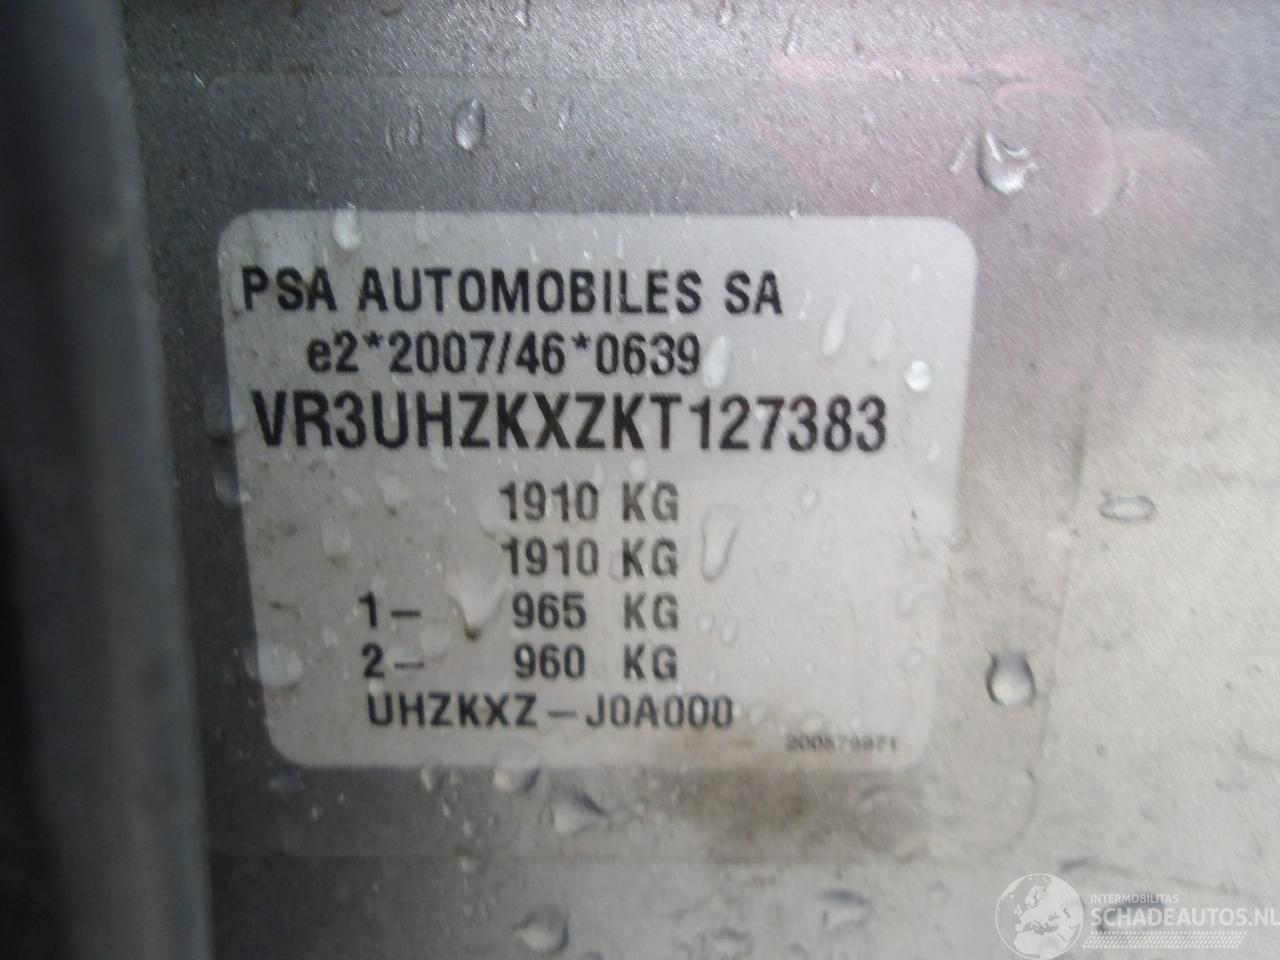 PSA AUTOMOBILES SA
e2*2007/46*0639
VR3UHZKXZKT127383
1910 KG
1910 KG
1- 965 KG
2- 960 KG
UHZKXZ-J0A000
200579971
INTERMOBILITAS
SCHADEAUTOS.NL